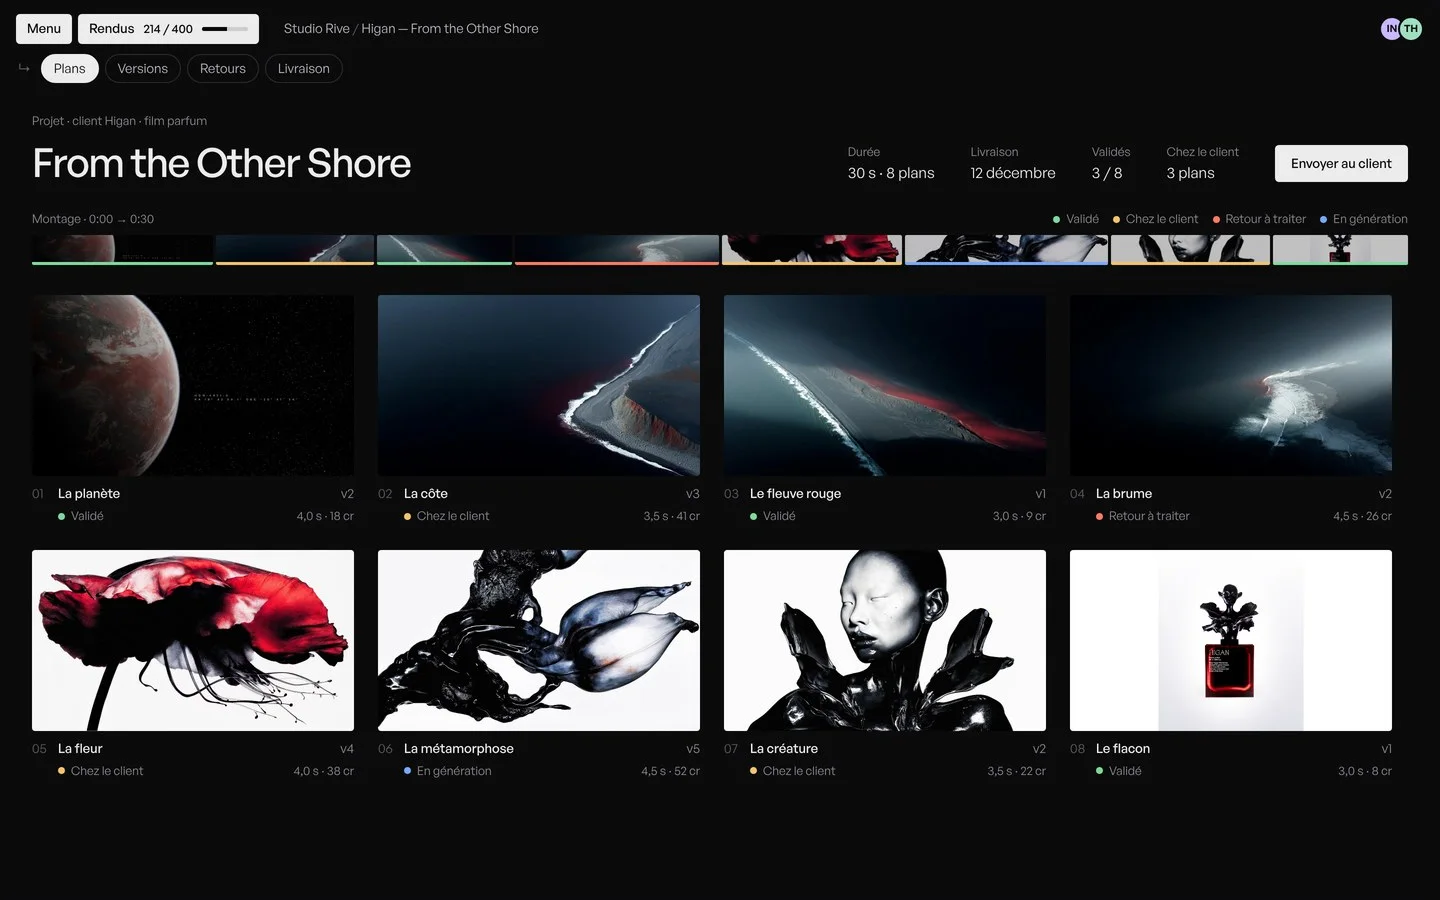 Menu
Rendus 214 / 400
Studio Rive / Higan — From the Other Shore
IN TH
Plans
Versions
Retours
Livraison
Projet · client Higan · film parfum
From the Other Shore
Durée
30 s · 8 plans
Livraison
12 décembre
Validés
3 / 8
Chez le client
3 plans
Envoyer au client
Montage · 0:00 → 0:30
Validé
Chez le client
Retour à traiter
En génération
01 La planète v2
Validé 4,0 s · 18 cr
02 La côte v3
Chez le client 3,5 s · 41 cr
03 Le fleuve rouge v1
Validé 3,0 s · 9 cr
04 La brume v2
Retour à traiter 4,5 s · 26 cr
05 La fleur v4
Chez le client 4,0 s · 38 cr
06 La métamorphose v5
En génération 4,5 s · 52 cr
07 La créature v2
Chez le client 3,5 s · 22 cr
08 Le flacon v1
Validé 3,0 s · 8 cr